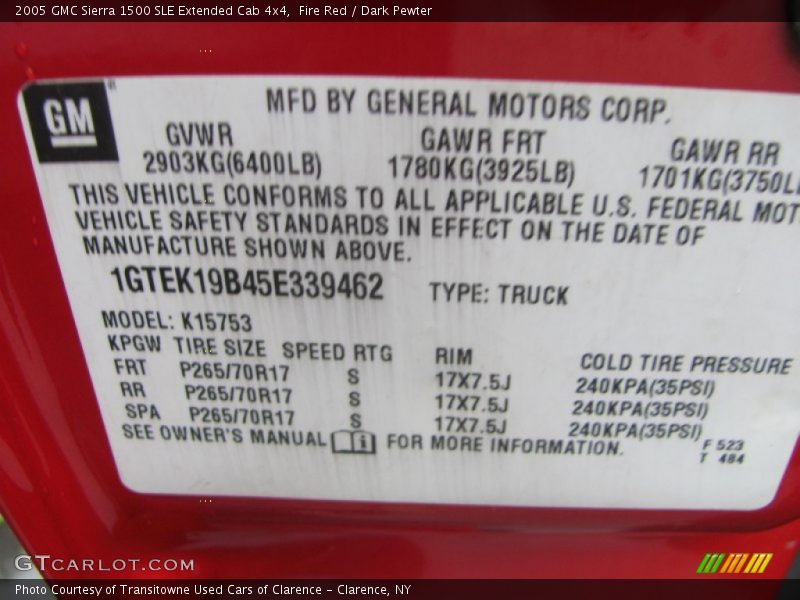 2005 GMC Sierra 1500 SLE Extended Cab 4x4, Fire Red / Dark Pewter
GM
MFD BY GENERAL MOTORS CORP.
GVWR GAWR FRT GAWR RR
2903KG(6400LB) 1780KG(3925LB) 1701KG(3750L
THIS VEHICLE CONFORMS TO ALL APPLICABLE U.S. FEDERAL MOT
VEHICLE SAFETY STANDARDS IN EFFECT ON THE DATE OF
MANUFACTURE SHOWN ABOVE.
1GTEK19B45E339462 TYPE: TRUCK
MODEL: K15753
KPGW TIRE SIZE SPEED RTG RIM COLD TIRE PRESSURE
FRT P265/70R17 S 17X7.5J 240KPA(35PSI)
RR P265/70R17 S 17X7.5J 240KPA(35PSI)
SPA P265/70R17 S 17X7.5J 240KPA(35PSI)
SEE OWNER'S MANUAL i FOR MORE INFORMATION.
F 523
T 484
GTCARLOT.COM
Photo Courtesy of Transitowne Used Cars of Clarence - Clarence, NY